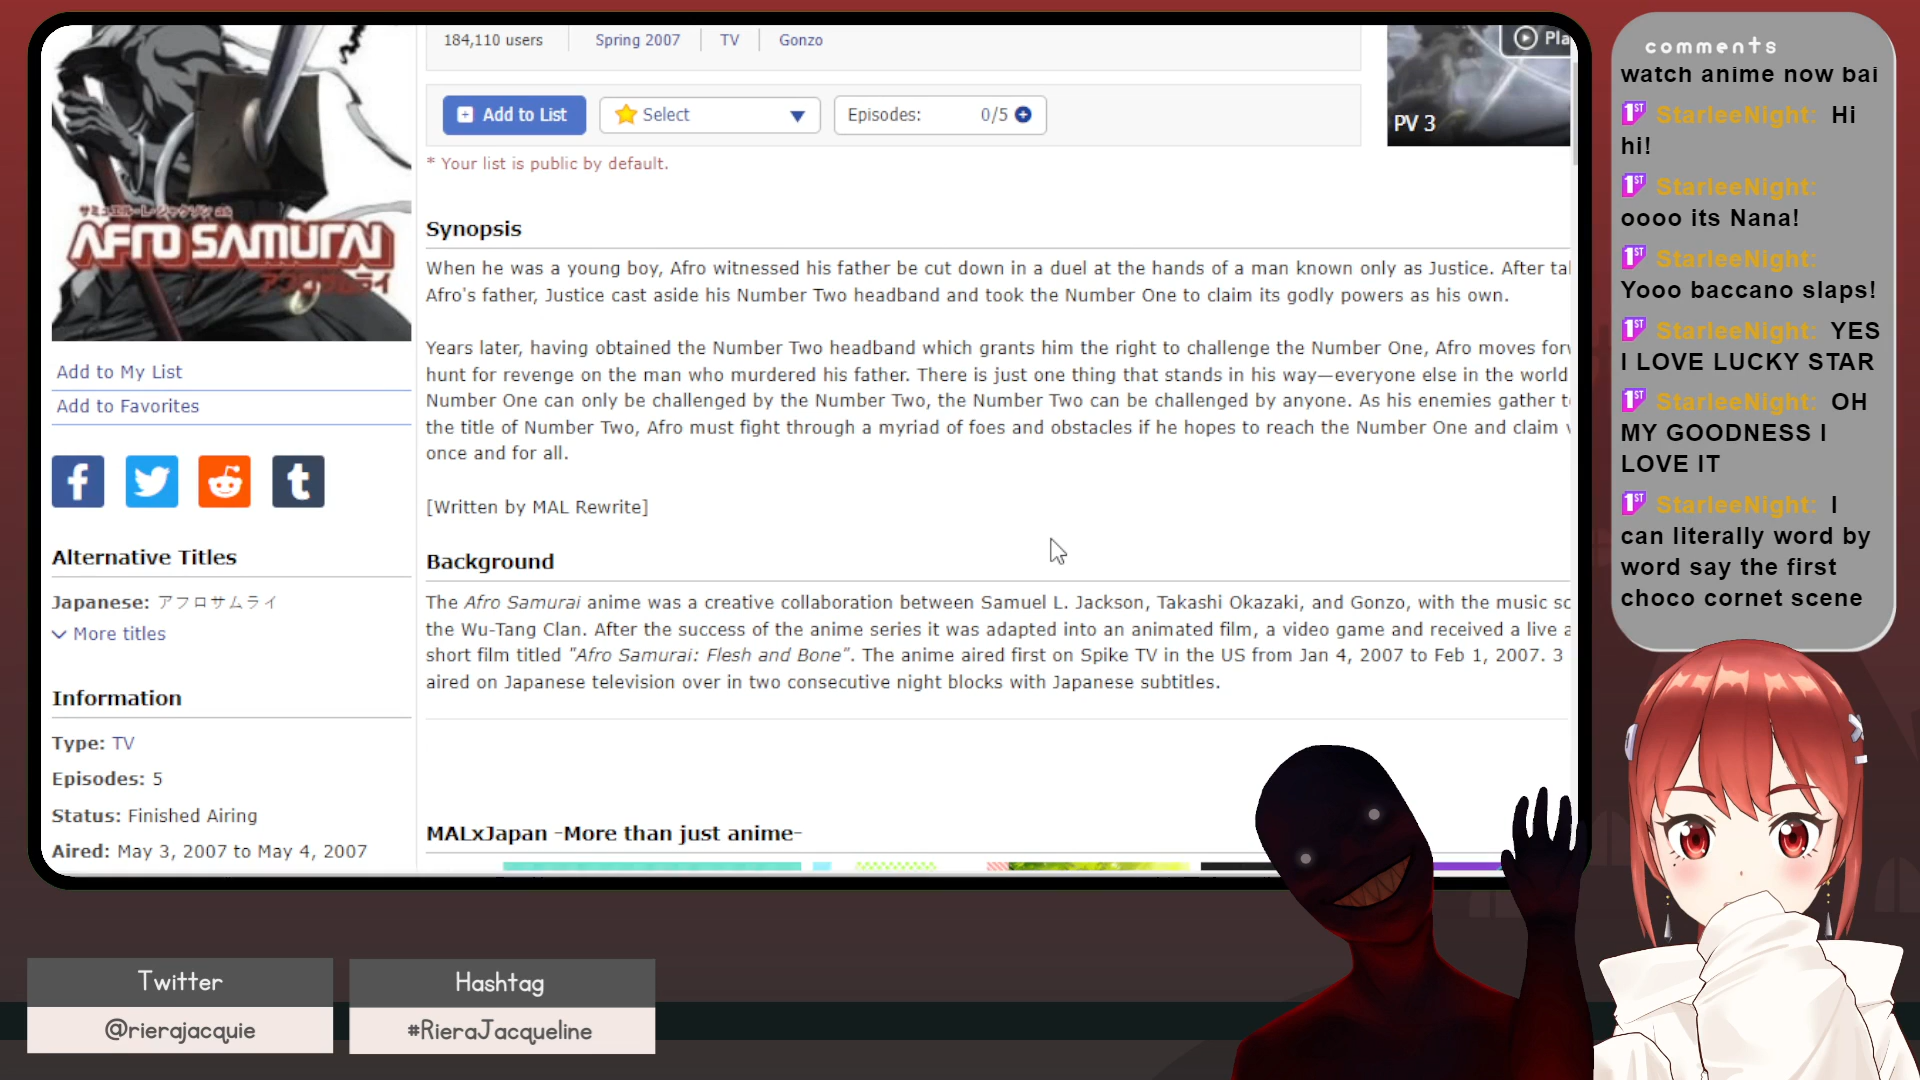 184,110 users
Spring 2007
TV
Gonzo
Pla
PV 3
Add to List
Select
Episodes: 0/5
* Your list is public by default.
AFRO SAMURAI
アフロサムライ
Add to My List
Add to Favorites
Alternative Titles
Japanese: アフロサムライ
More titles
Information
Type: TV
Episodes: 5
Status: Finished Airing
Aired: May 3, 2007 to May 4, 2007
Synopsis
When he was a young boy, Afro witnessed his father be cut down in a duel at the hands of a man known only as Justice. After ta
Afro's father, Justice cast aside his Number Two headband and took the Number One to claim its godly powers as his own.
Years later, having obtained the Number Two headband which grants him the right to challenge the Number One, Afro moves for
hunt for revenge on the man who murdered his father. There is just one thing that stands in his way—everyone else in the world
Number One can only be challenged by the Number Two, the Number Two can be challenged by anyone. As his enemies gather t
the title of Number Two, Afro must fight through a myriad of foes and obstacles if he hopes to reach the Number One and claim
once and for all.
[Written by MAL Rewrite]
Background
The Afro Samurai anime was a creative collaboration between Samuel L. Jackson, Takashi Okazaki, and Gonzo, with the music sc
the Wu-Tang Clan. After the success of the anime series it was adapted into an animated film, a video game and received a live a
short film titled "Afro Samurai: Flesh and Bone". The anime aired first on Spike TV in the US from Jan 4, 2007 to Feb 1, 2007. 3
aired on Japanese television over in two consecutive night blocks with Japanese subtitles.
MALxJapan -More than just anime-
comments
watch anime now bai
1ST StarleeNight: Hi
hi!
1ST StarleeNight:
oooo its Nana!
1ST StarleeNight:
Yooo baccano slaps!
1ST StarleeNight: YES
I LOVE LUCKY STAR
1ST StarleeNight: OH
MY GOODNESS I
LOVE IT
1ST StarleeNight: I
can literally word by
word say the first
choco cornet scene
Twitter
@rierajacquie
Hashtag
#RieraJacqueline